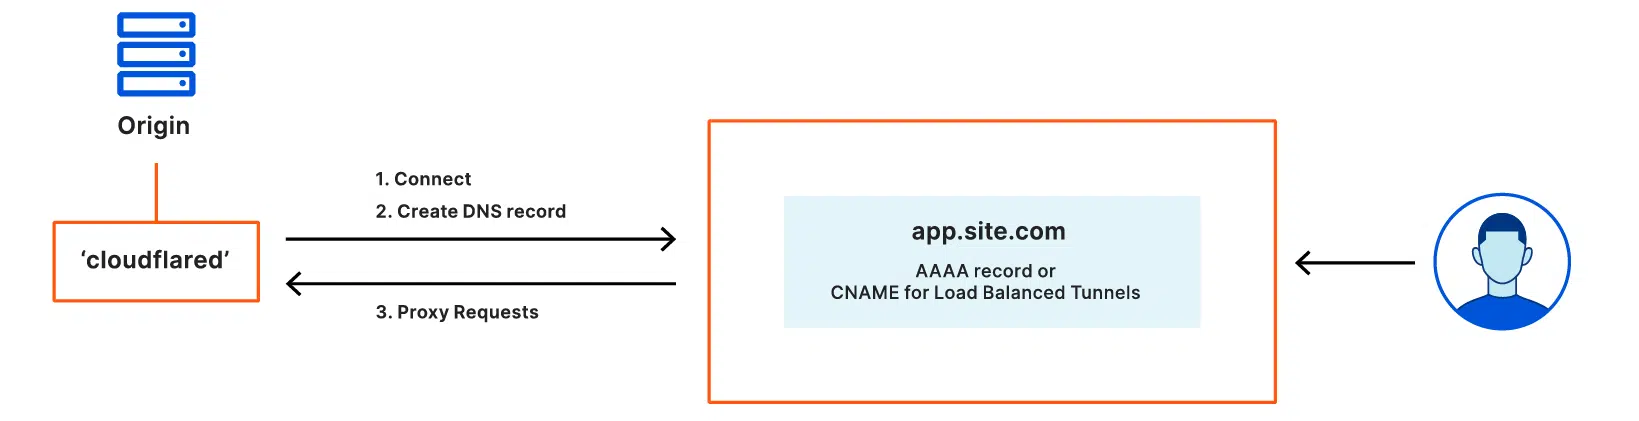 Origin
‘cloudflared’
1. Connect
2. Create DNS record
3. Proxy Requests
app.site.com
AAAA record or
CNAME for Load Balanced Tunnels